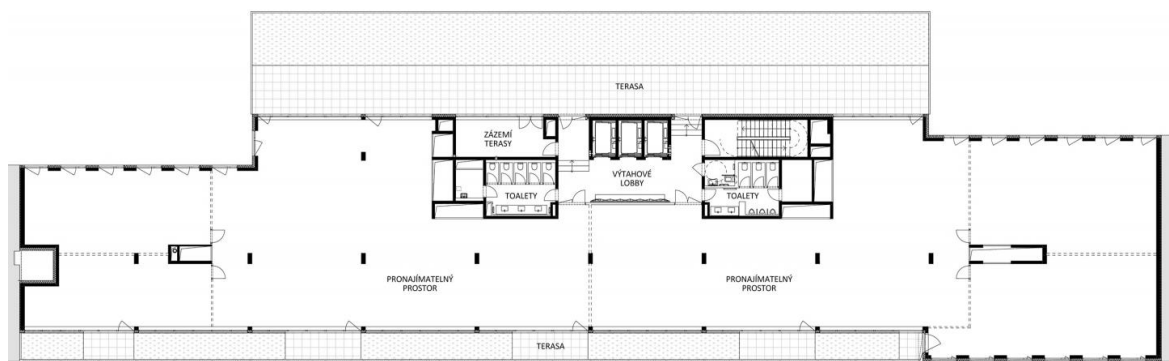 TERASA
ZÁZEMÍ
TERASY
VÝTAHOVÉ
LOBBY
TOALETY
TOALETY
PRONAJÍMATELNÝ
PROSTOR
PRONAJÍMATELNÝ
PROSTOR
TERASA